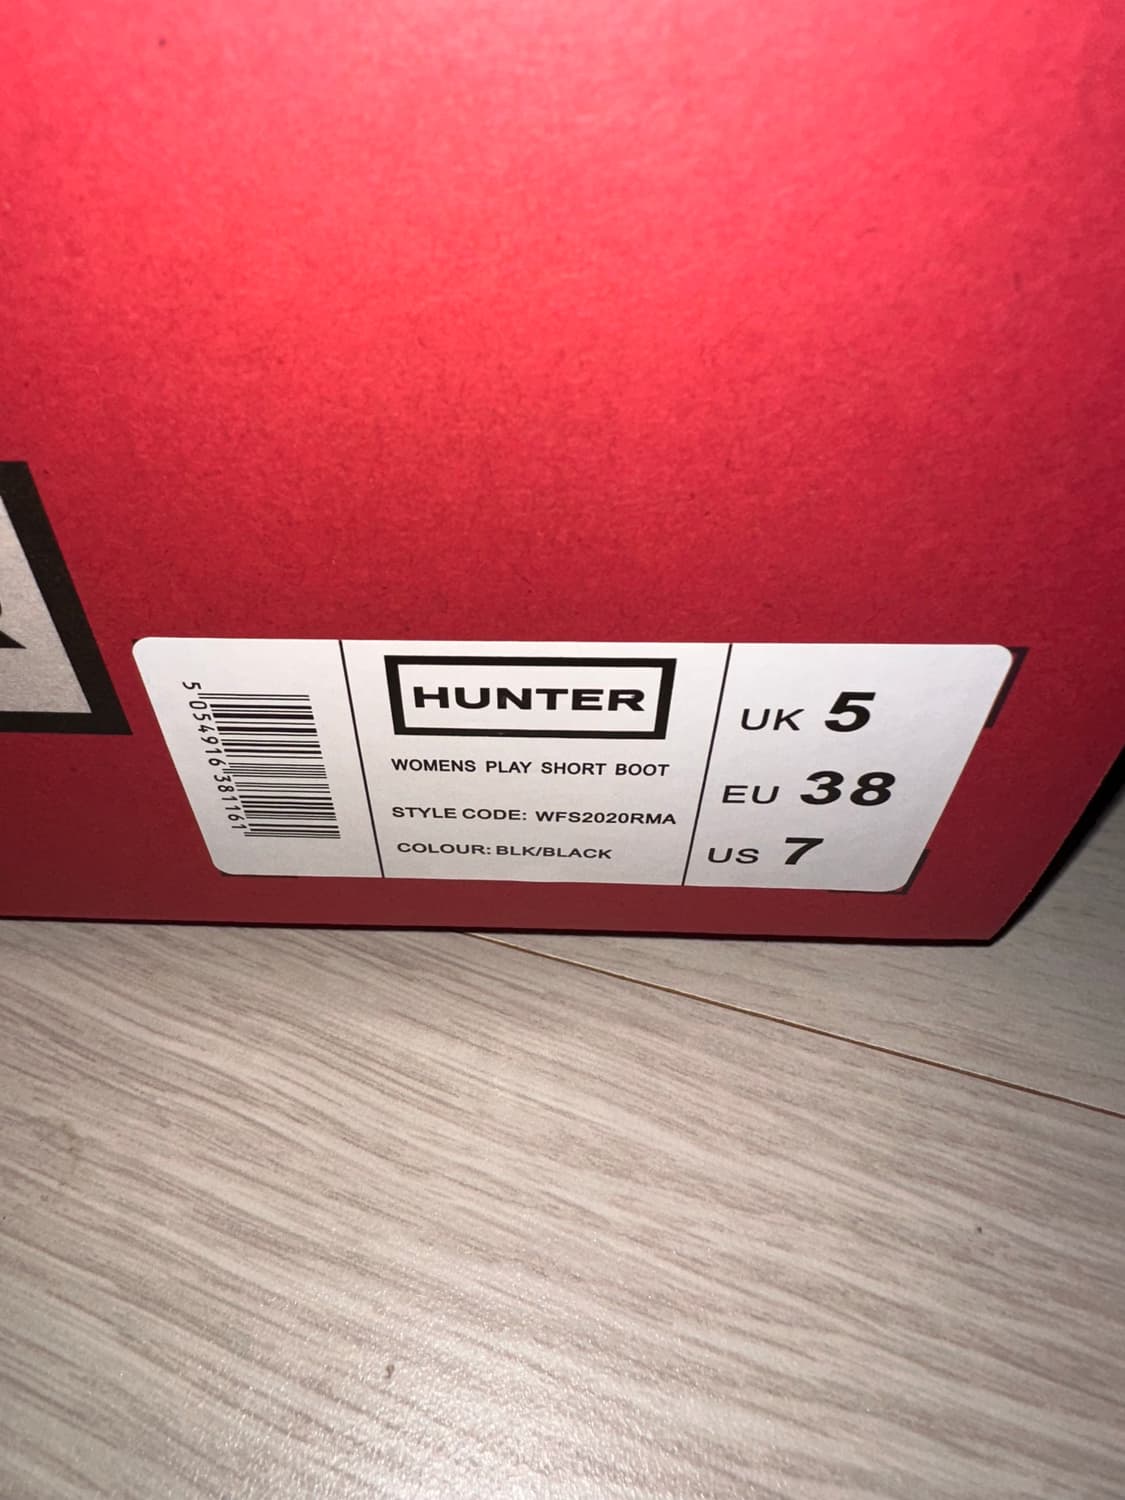 5 054916 381161
HUNTER
WOMENS PLAY SHORT BOOT
STYLE CODE: WFS2020RMA
COLOUR: BLK/BLACK
UK 5
EU 38
US 7